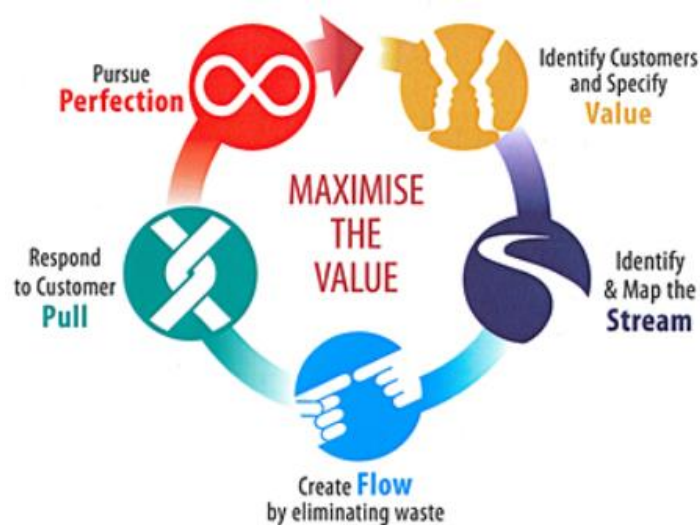 MAXIMISE
THE
VALUE
Identify Customers
and Specify
Value
Identify
& Map the
Stream
Create Flow
by eliminating waste
Respond
to Customer
Pull
Pursue
Perfection